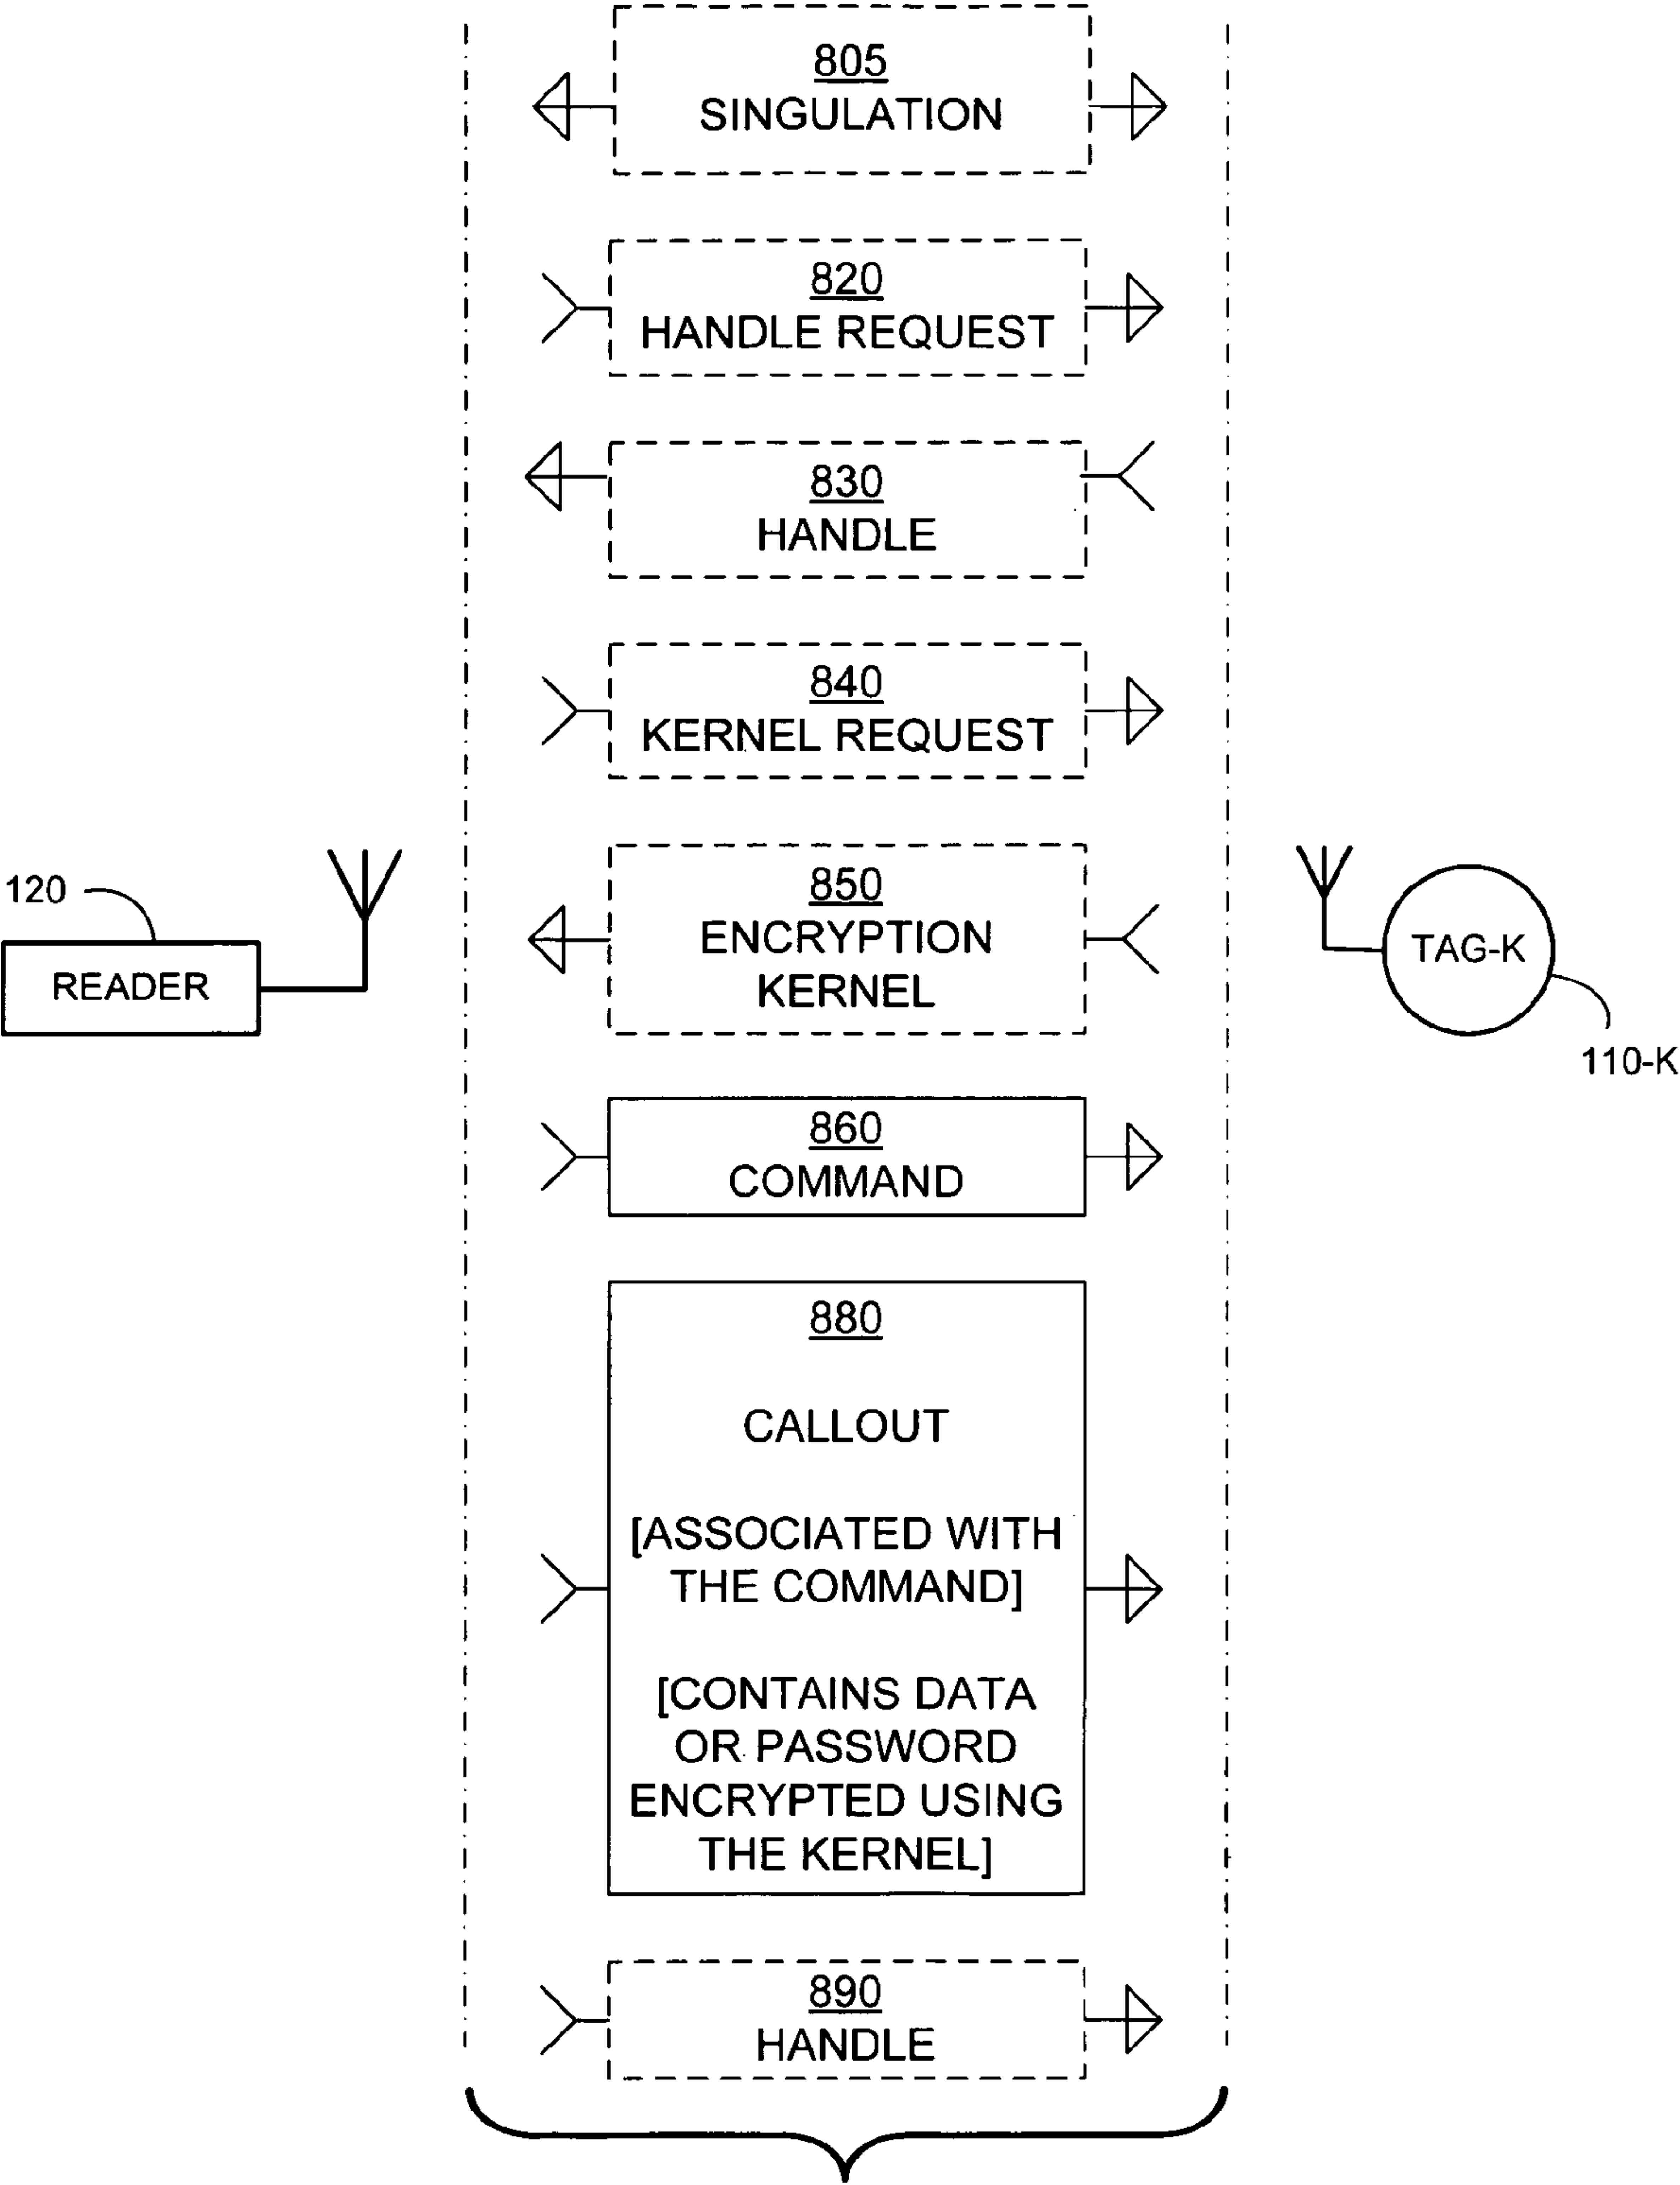 805
SINGULATION
820
HANDLE REQUEST
830
HANDLE
840
KERNEL REQUEST
120
READER
850
ENCRYPTION
KERNEL
TAG-K
110-K
860
COMMAND
880
CALLOUT
[ASSOCIATED WITH
THE COMMAND]
[CONTAINS DATA
OR PASSWORD
ENCRYPTED USING
THE KERNEL]
890
HANDLE